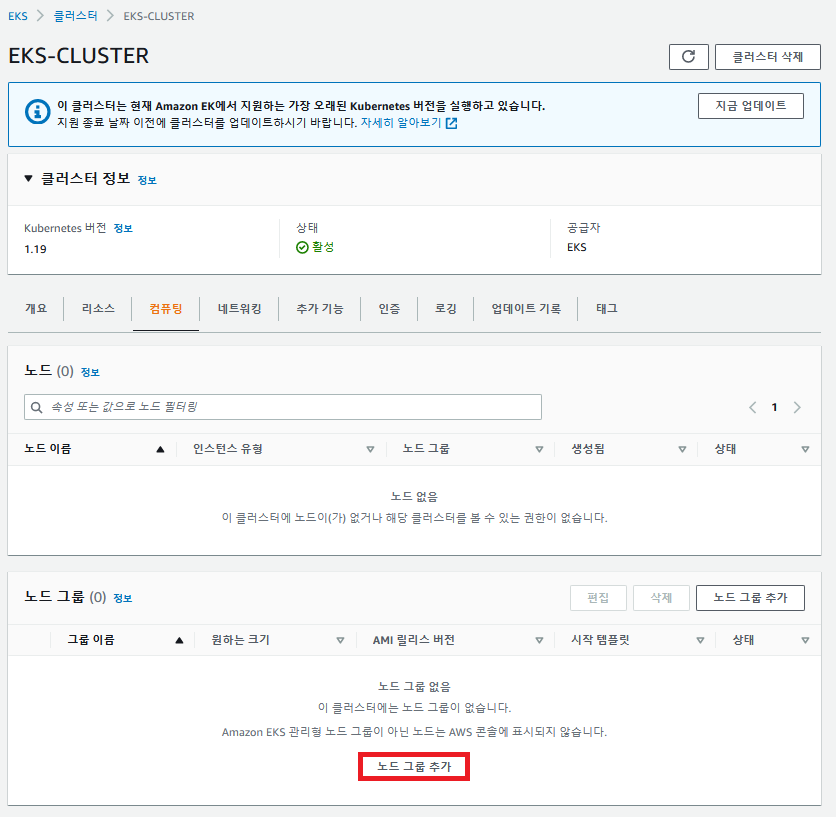 EKS > 클러스터 > EKS-CLUSTER
EKS-CLUSTER
클러스터 삭제
이 클러스터는 현재 Amazon EK에서 지원하는 가장 오래된 Kubernetes 버전을 실행하고 있습니다.
지금 업데이트
지원 종료 날짜 이전에 클러스터를 업데이트하시기 바랍니다. 자세히 알아보기
클러스터 정보 정보
Kubernetes 버전 정보
1.19
상태
활성
공급자
EKS
개요 리소스 컴퓨팅 네트워킹 추가 기능 인증 로깅 업데이트 기록 태그
노드 (0) 정보
속성 또는 값으로 노드 필터링
1
노드 이름 인스턴스 유형 노드 그룹 생성됨 상태
노드 없음
이 클러스터에 노드이(가) 없거나 해당 클러스터를 볼 수 있는 권한이 없습니다.
노드 그룹 (0) 정보
편집 삭제 노드 그룹 추가
그룹 이름 원하는 크기 AMI 릴리스 버전 시작 템플릿 상태
노드 그룹 없음
이 클러스터에는 노드 그룹이 없습니다.
Amazon EKS 관리형 노드 그룹이 아닌 노드는 AWS 콘솔에 표시되지 않습니다.
노드 그룹 추가